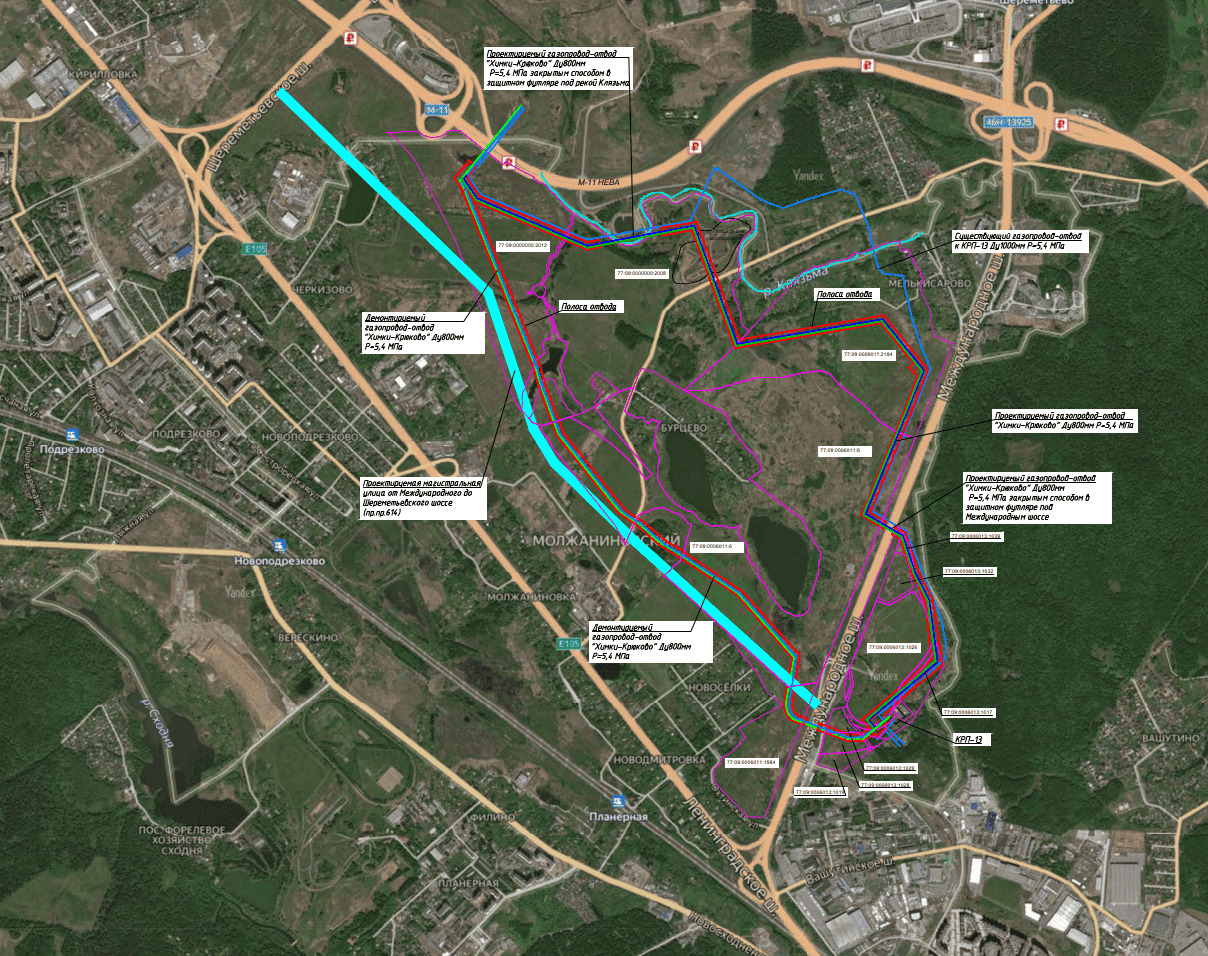 Шереметьево
КИРИЛЛОВКА
Шереметьевское ш.
Проектируемый газопровод-отвод
"Химки-Крюково" Ду800мм
Р=5,4 МПа закрытым способом в
защитном футляре под рекой Клязьма
М-11
46Н-13925
Yandex
Yandex
М-11 НЕВА
E105
77:09:0000000:2012
77:09:0000000:2008
Существующий газопровод-отвод
к КРП-13 Ду1000мм Р=5,4 МПа
р. Клязьма
МЕЛЬКИСАРОВО
ЧЕРКИЗОВО
Полоса отвода
Полоса отвода
Демонтируемый
газопровод-отвод
"Химки-Крюково" Ду800мм
Р=5,4 МПа
Международное ш.
77:09:0006011:2184
Проектируемый газопровод-отвод
"Химки-Крюково" Ду800мм Р=5,4 МПа
ПОДРЕЗКОВО
НОВОПОДРЕЗКОВО
Подрезково
БУРЦЕВО
77:09:0006011:6
Проектируемая магистральная
улица от Международного до
Шереметьевского шоссе
(пр.пр.614)
Проектируемый газопровод-отвод
"Химки-Крюково" Ду800мм
Р=5,4 МПа закрытым способом в
защитном футляре под
Международным шоссе
77:09:0006013:1039
МОЛЖАНИНОВСКИЙ
77:09:0006011:6
Новоподрезково
77:09:0006013:1032
Yandex
МОЛЖАНИНОВКА
ВЕРЕСКИНО
E105
Демонтируемый
газопровод-отвод
"Химки-Крюково" Ду800мм
Р=5,4 МПа
77:09:0006013:1026
Международное ш.
Yandex
НОВОСЁЛКИ
р. Сходня
77:09:0006013:1017
КРП-13
ВАШУТИНО
НОВОДМИТРОВКА
77:09:0006011:1984
77:09:0006013:1029
77:09:0006013:1028
77:09:0006013:1019
Планерная
Ленинградское ш.
ФИЛИНО
ПОС. ФОРЕЛЕВОЕ
ХОЗЯЙСТВО
СХОДНЯ
Вашутинское ш.
ПЛАНЕРНАЯ